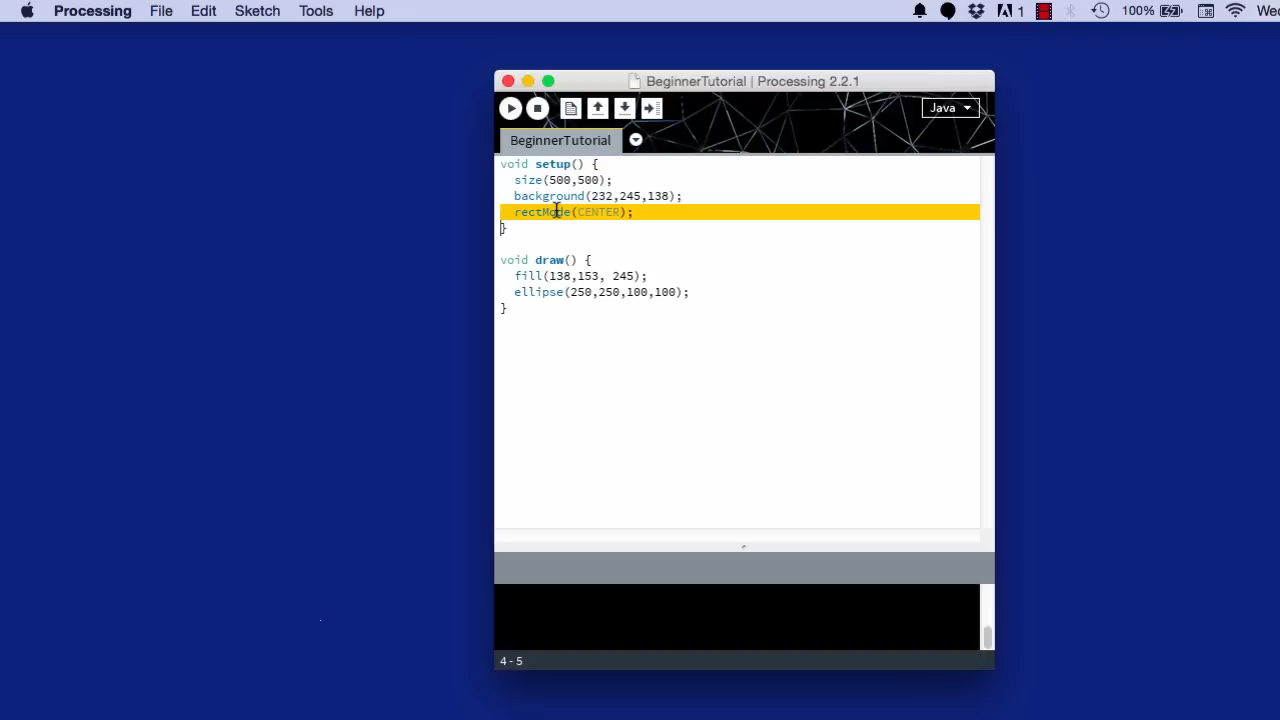 Processing File Edit Sketch Tools Help 1 100% We
BeginnerTutorial | Processing 2.2.1
Java
BeginnerTutorial
void setup() {
  size(500,500);
  background(232,245,138);
  rectMode(CENTER);
}
void draw() {
  fill(138,153, 245);
  ellipse(250,250,100,100);
}
4 - 5